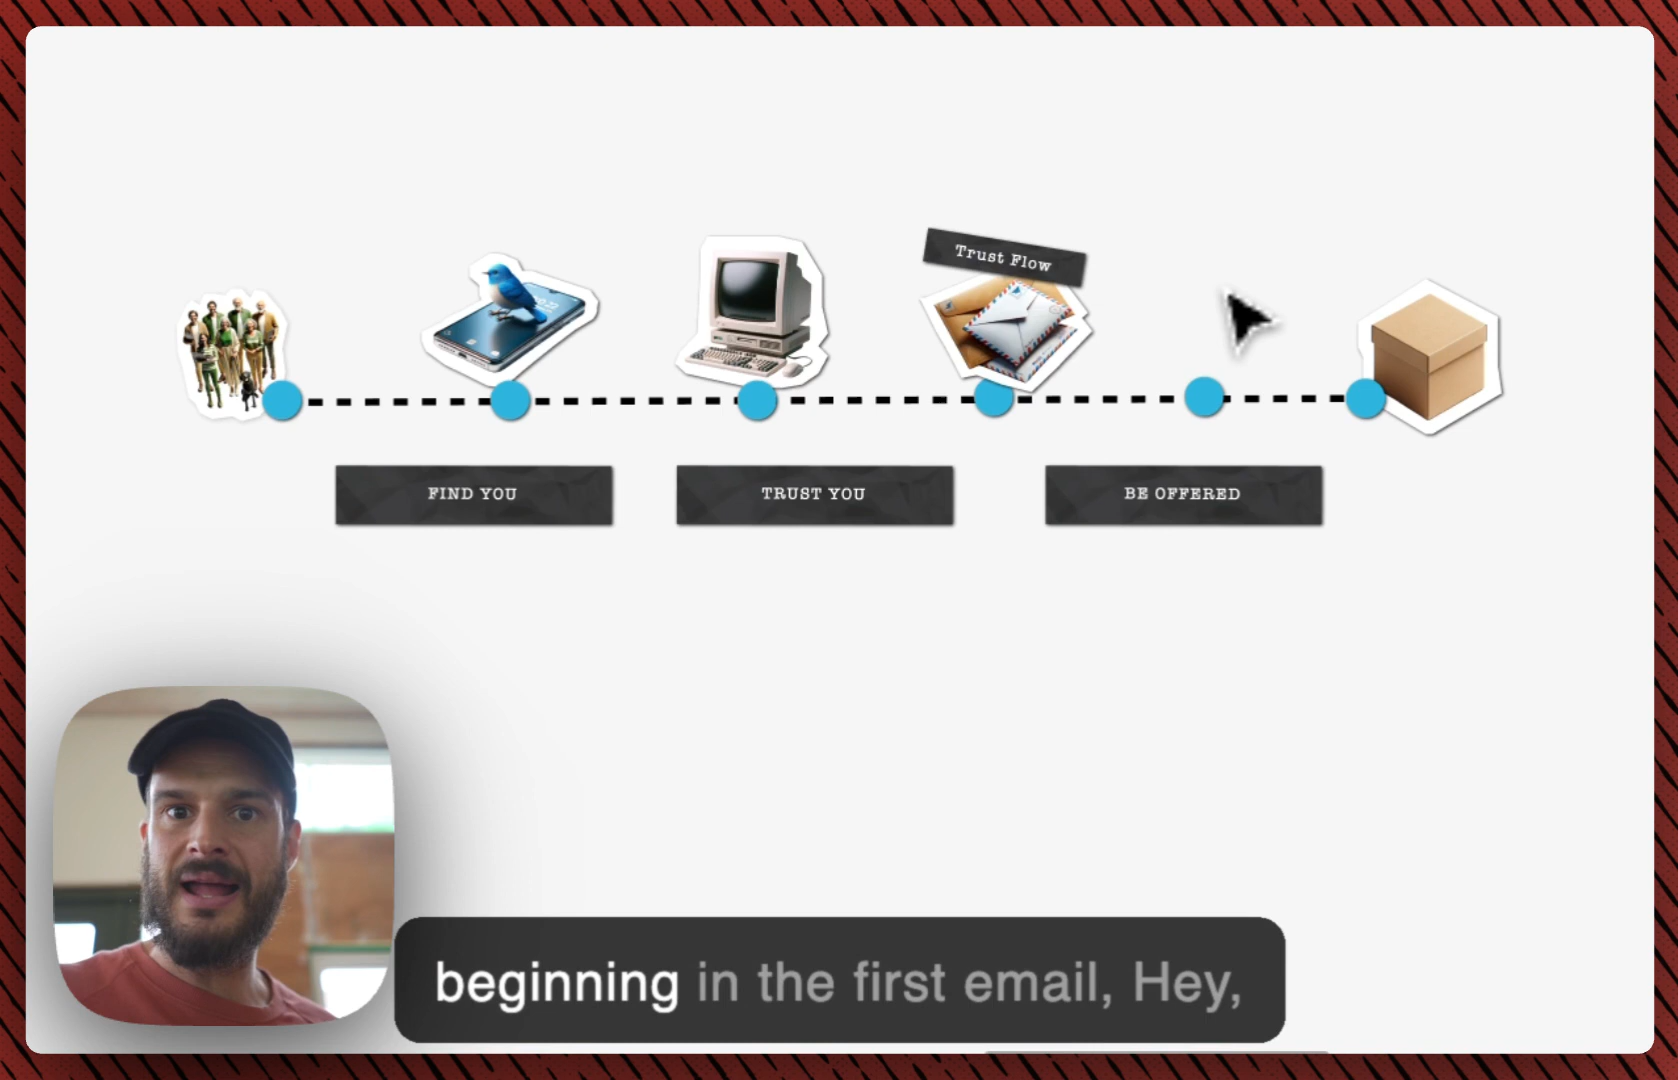 Trust Flow
FIND YOU
TRUST YOU
BE OFFERED
beginning in the first email, Hey,